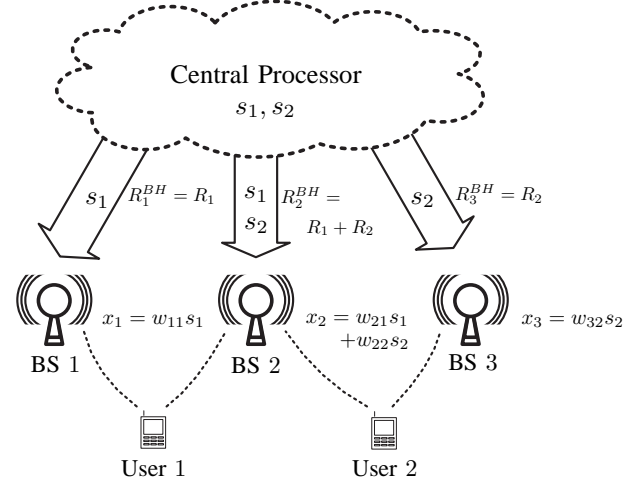 Central Processor
s₁, s₂
s₁
R₁^{BH} = R₁
s₁
s₂
R₂^{BH} =
R₁ + R₂
s₂
R₃^{BH} = R₂
x₁ = w₁₁s₁
x₂ = w₂₁s₁
+w₂₂s₂
x₃ = w₃₂s₂
BS 1
BS 2
BS 3
User 1
User 2